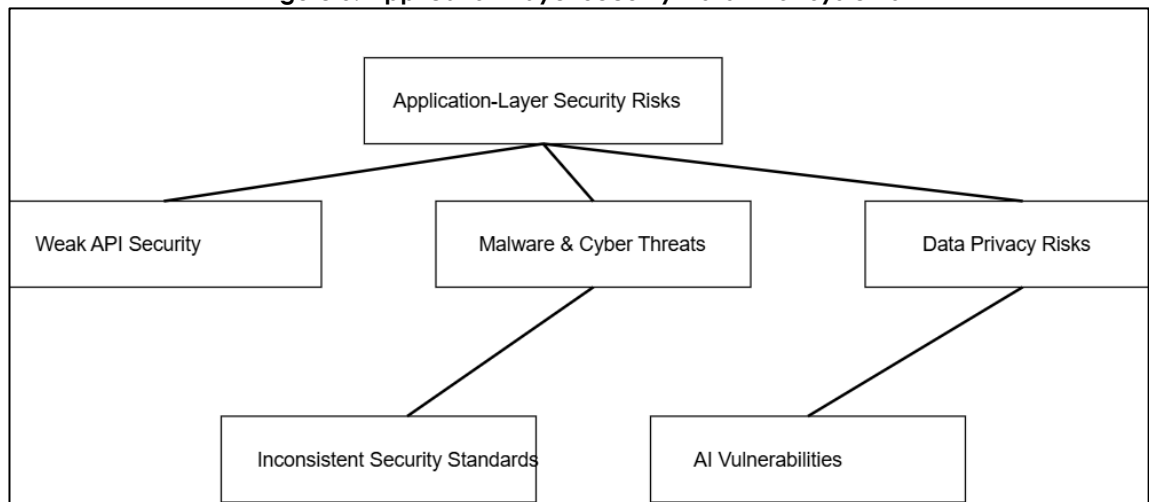 Application-Layer Security Risks
Weak API Security
Malware & Cyber Threats
Data Privacy Risks
Inconsistent Security Standards
AI Vulnerabilities